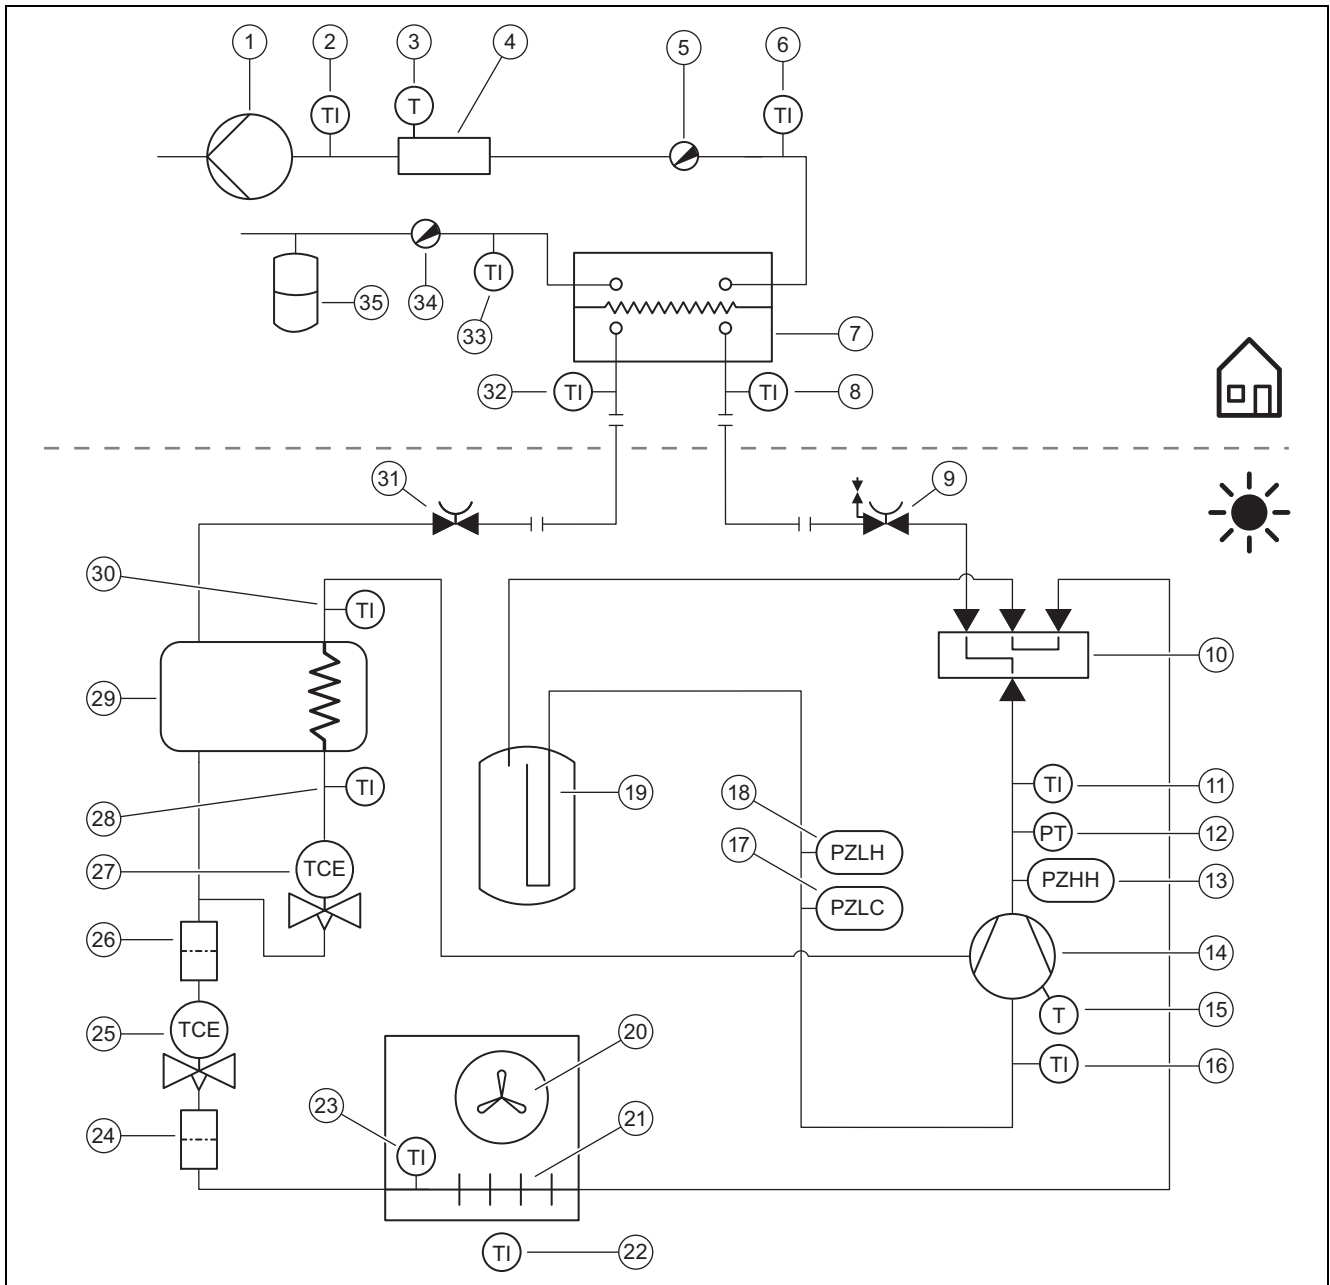 1 2 3 4 5 6
TI T TI
35 34 TI
33
7
32 TI TI 8
31 9
30
TI
10
29
28 TI
19 18 TI 11
17 PT 12
27 TCE PZLH
PZHH 13
PZLC
26
14
25 TCE
15
T
20 TI 16
23
21
24
TI
TI 22